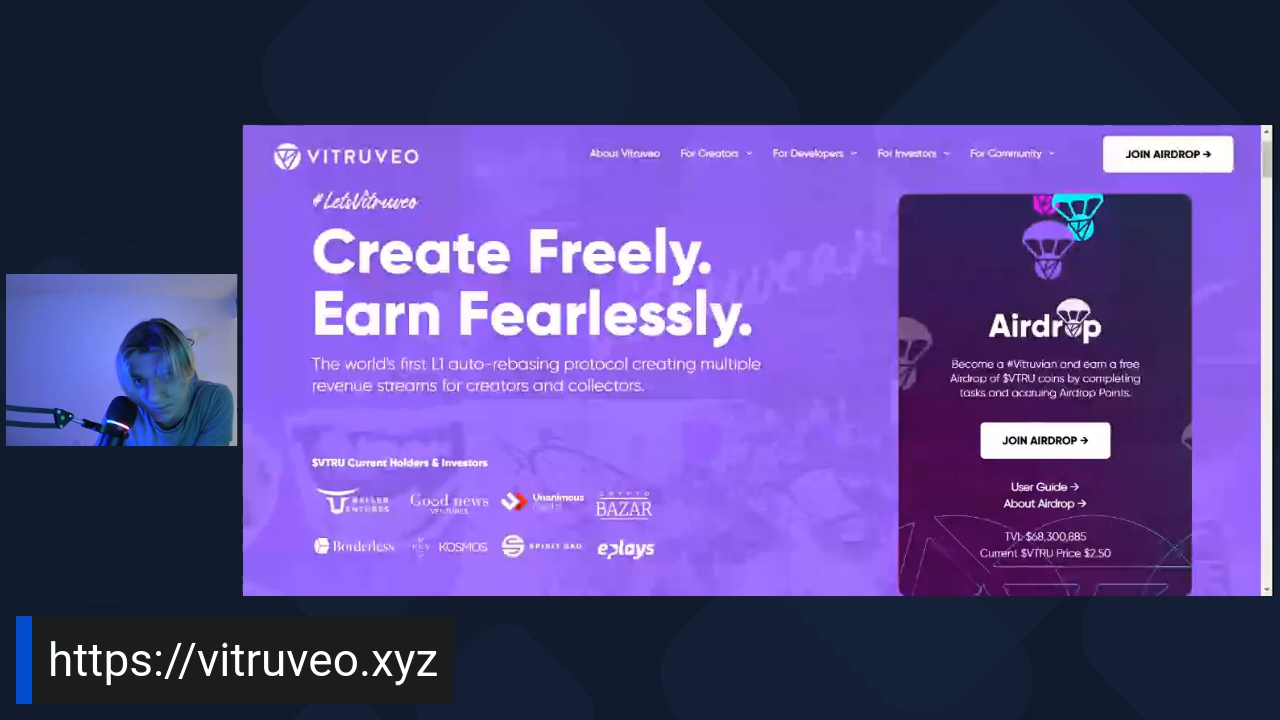 VITRUVEO
About Vitruveo
For Creators
For Developers
For Investors
For Community
JOIN AIRDROP →
#LetsVitruveo
Create Freely.
Earn Fearlessly.
The world's first L1 auto-rebasing protocol creating multiple
revenue streams for creators and collectors.
$VTRU Current Holders & Investors
Good news
VENTURES
Unanimous
CRYPTO
BAZAR
Borderless
KOSMOS
SPIRIT DAO
eplays
Airdrop
Become a #Vitruvian and earn a free
Airdrop of $VTRU coins by completing
tasks and accruing Airdrop Points.
JOIN AIRDROP →
User Guide →
About Airdrop →
TVL $68,300,885
Current $VTRU Price $2.50
https://vitruveo.xyz